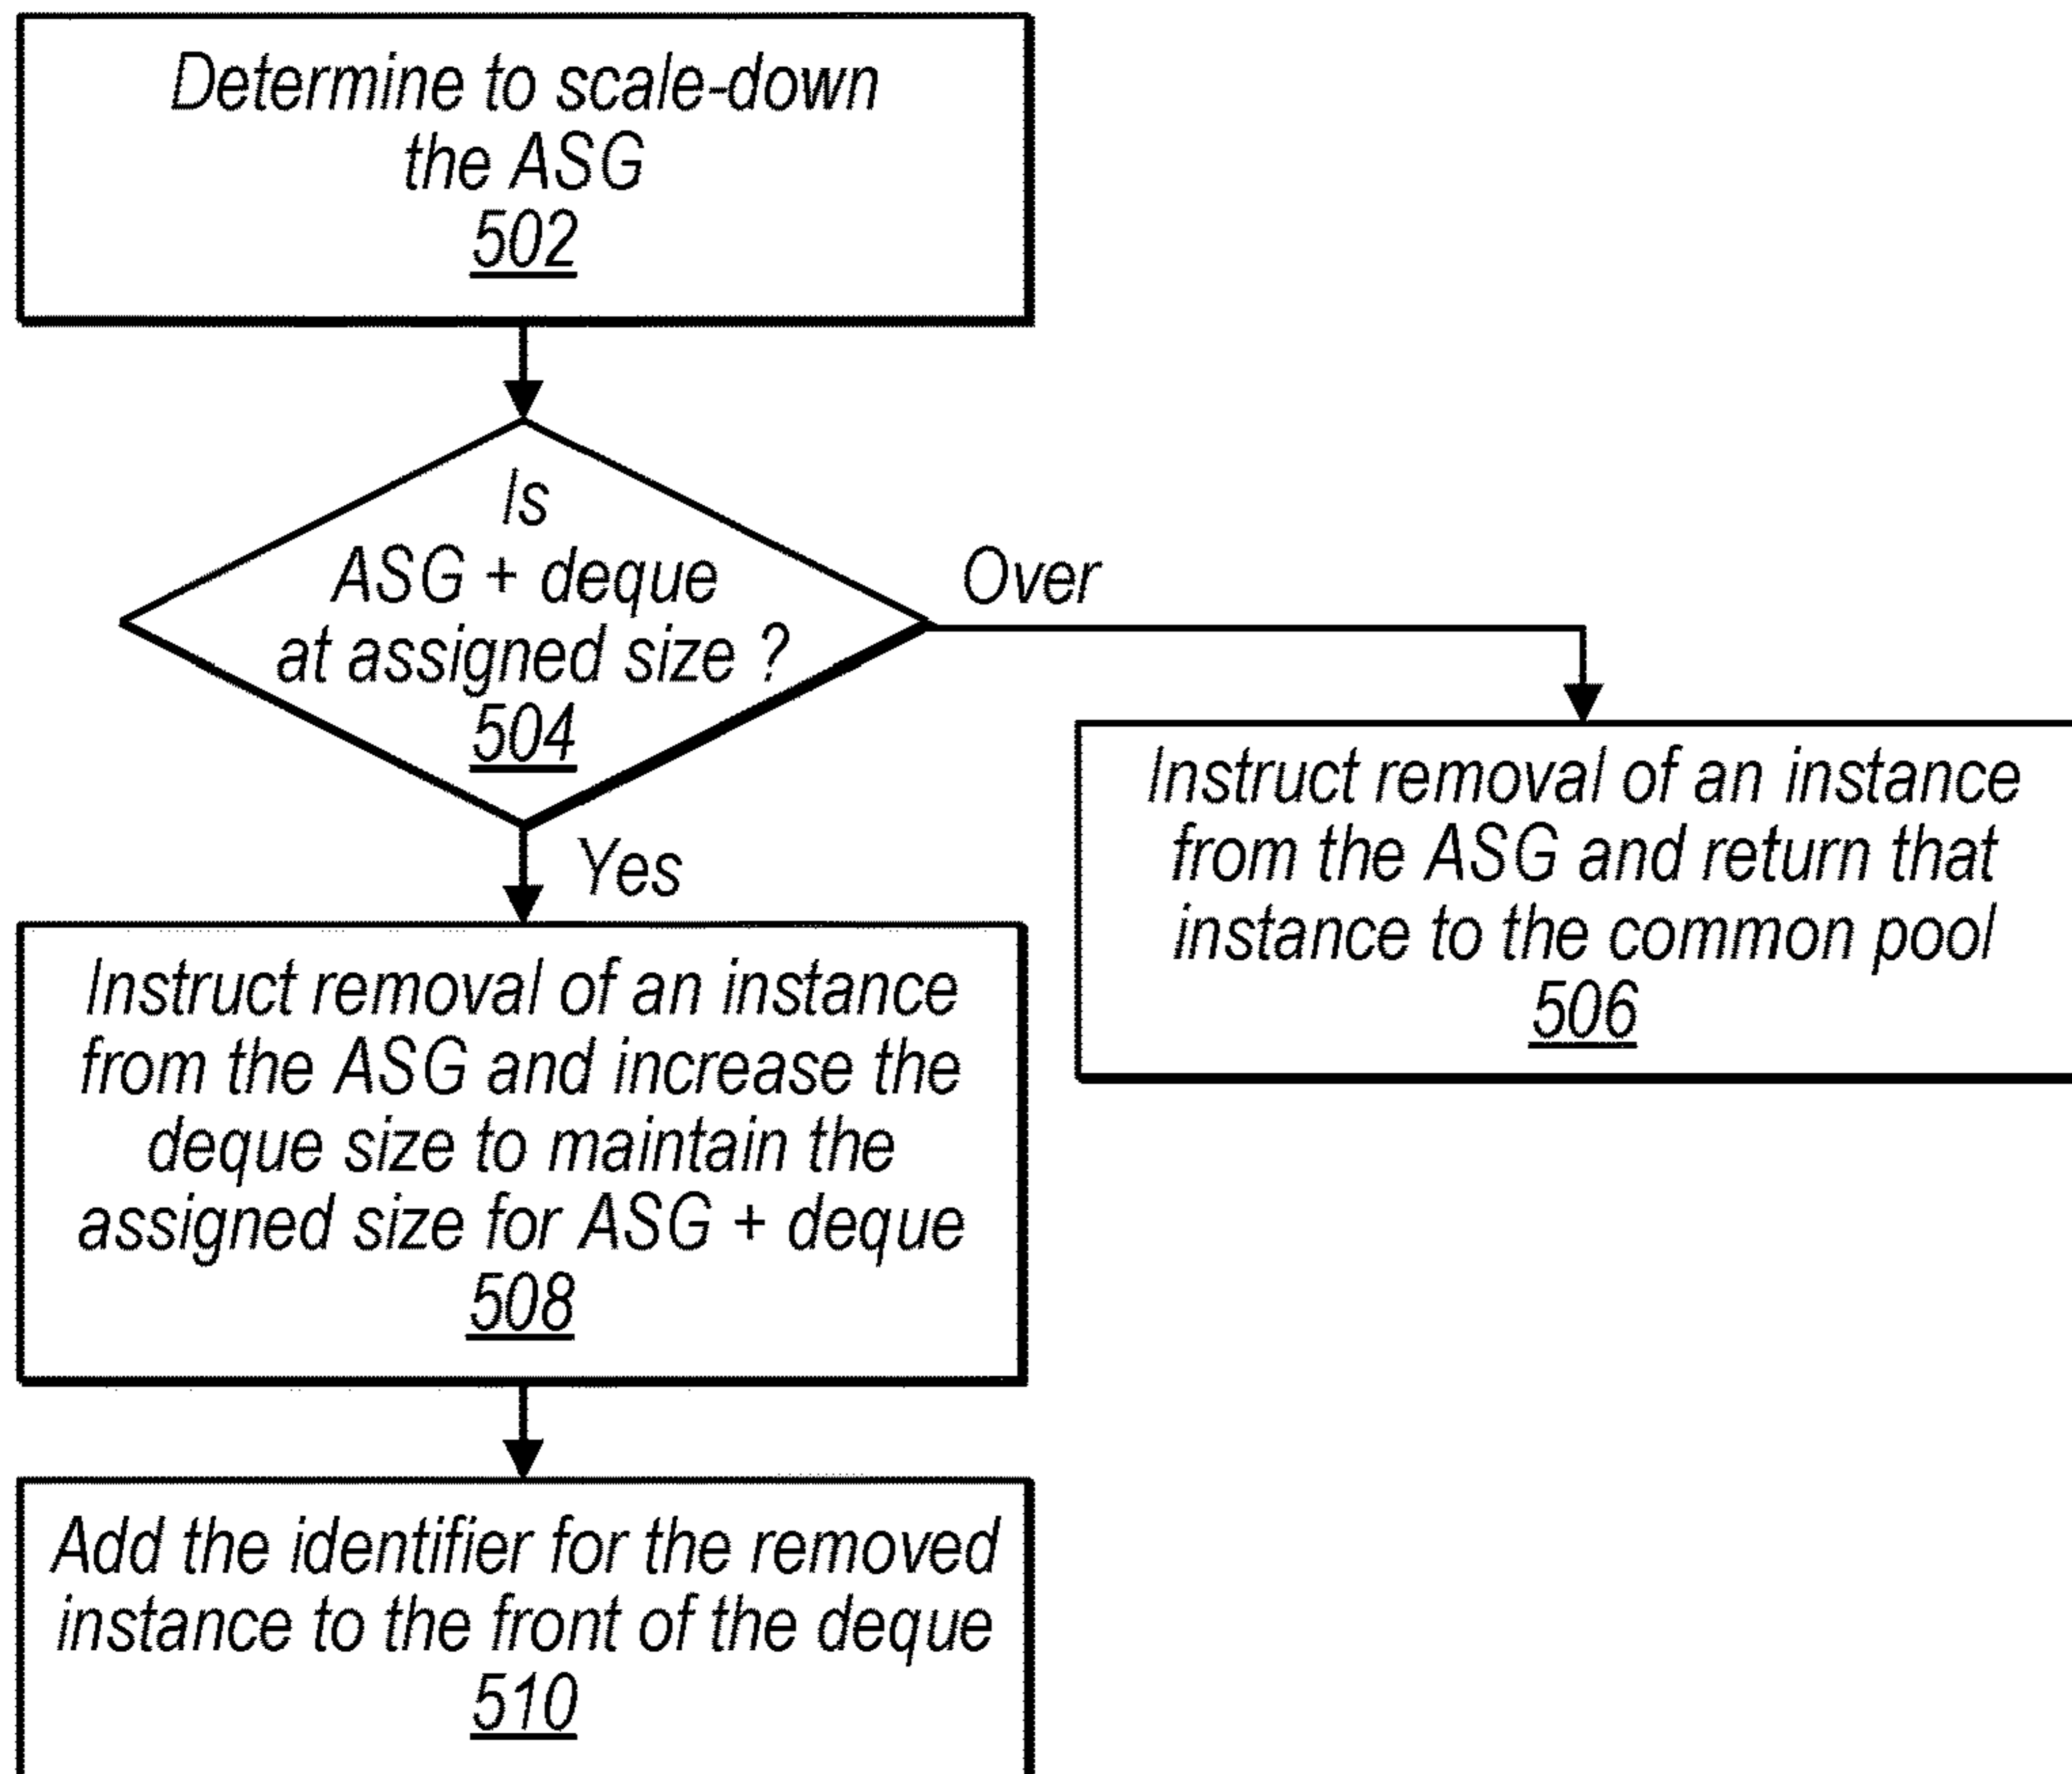 Determine to scale-down
the ASG
502
Is
ASG + deque
at assigned size ?
504
Over
Instruct removal of an instance
from the ASG and return that
instance to the common pool
506
Yes
Instruct removal of an instance
from the ASG and increase the
deque size to maintain the
assigned size for ASG + deque
508
Add the identifier for the removed
instance to the front of the deque
510